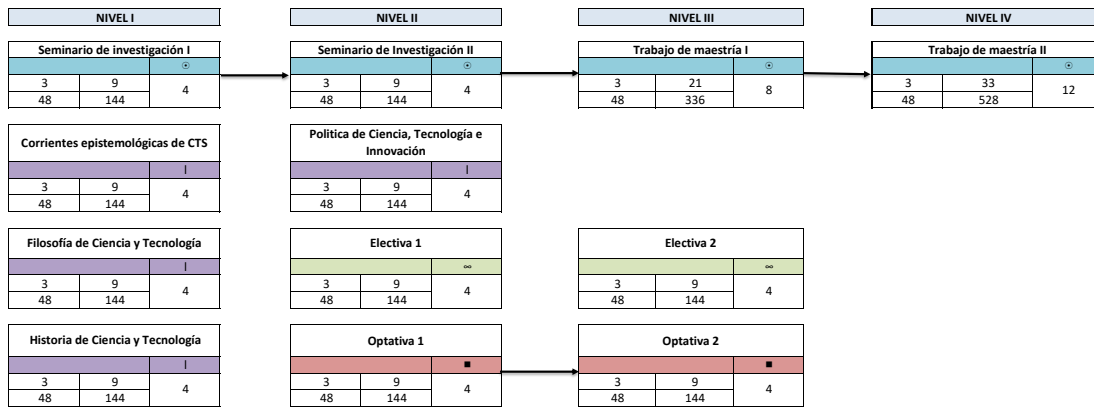 NIVEL I NIVEL II NIVEL III NIVEL IV
Seminario de investigación I Seminario de Investigación II Trabajo de maestría I Trabajo de maestría II
☉ ☉ ☉ ☉
3 9 4 3 9 4 3 21 8 3 33 12
48 144 48 144 48 336 48 528
Corrientes epistemológicas de CTS Politica de Ciencia, Tecnología e
Innovación
I I
3 9 4 3 9 4
48 144 48 144
Filosofía de Ciencia y Tecnología Electiva 1 Electiva 2
I ∞ ∞
3 9 4 3 9 4 3 9 4
48 144 48 144 48 144
Historia de Ciencia y Tecnología Optativa 1 Optativa 2
I ■ ■
3 9 4 3 9 4 3 9 4
48 144 48 144 48 144